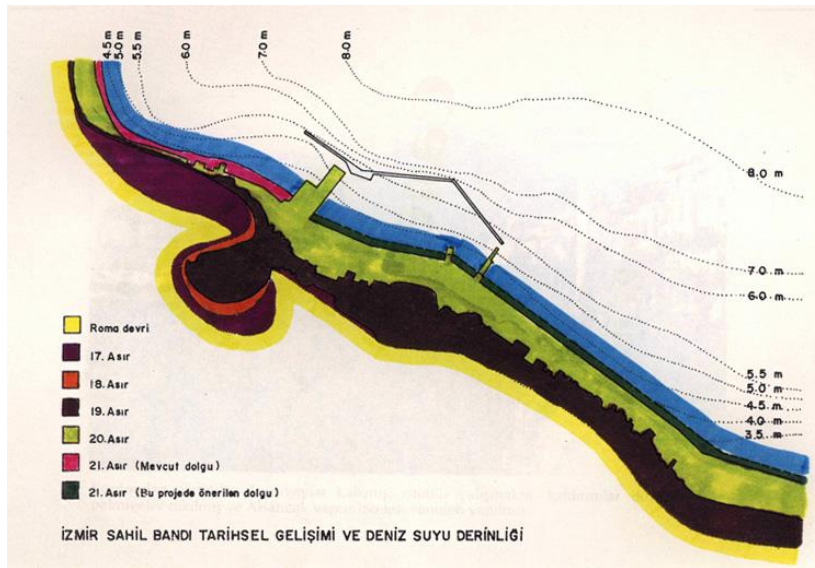 4.5 m
5.0 m
5.5 m
6.0 m
7.0 m
8.0 m
8.0 m
7.0 m
6.0 m
5.5 m
5.0 m
4.5 m
4.0 m
3.5 m
Roma devri
17. Asır
18. Asır
19. Asır
20. Asır
21. Asır (Mevcut dolgu)
21. Asır (Bu projede önerilen dolgu)
İZMİR SAHİL BANDI TARİHSEL GELİŞİMİ VE DENİZ SUYU DERİNLİĞİ